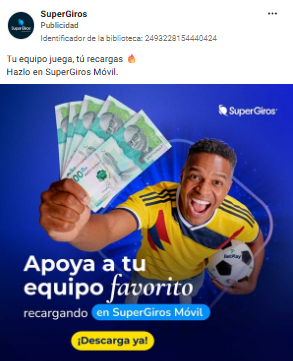 SuperGiros
Publicidad
Identificador de la biblioteca: 2493228154440424
Tu equipo juega, tú recargas 🔥
Hazlo en SuperGiros Móvil.
SuperGiros
Apoya a tu
equipo favorito
recargando en SuperGiros Móvil
BetPlay
¡Descarga ya!